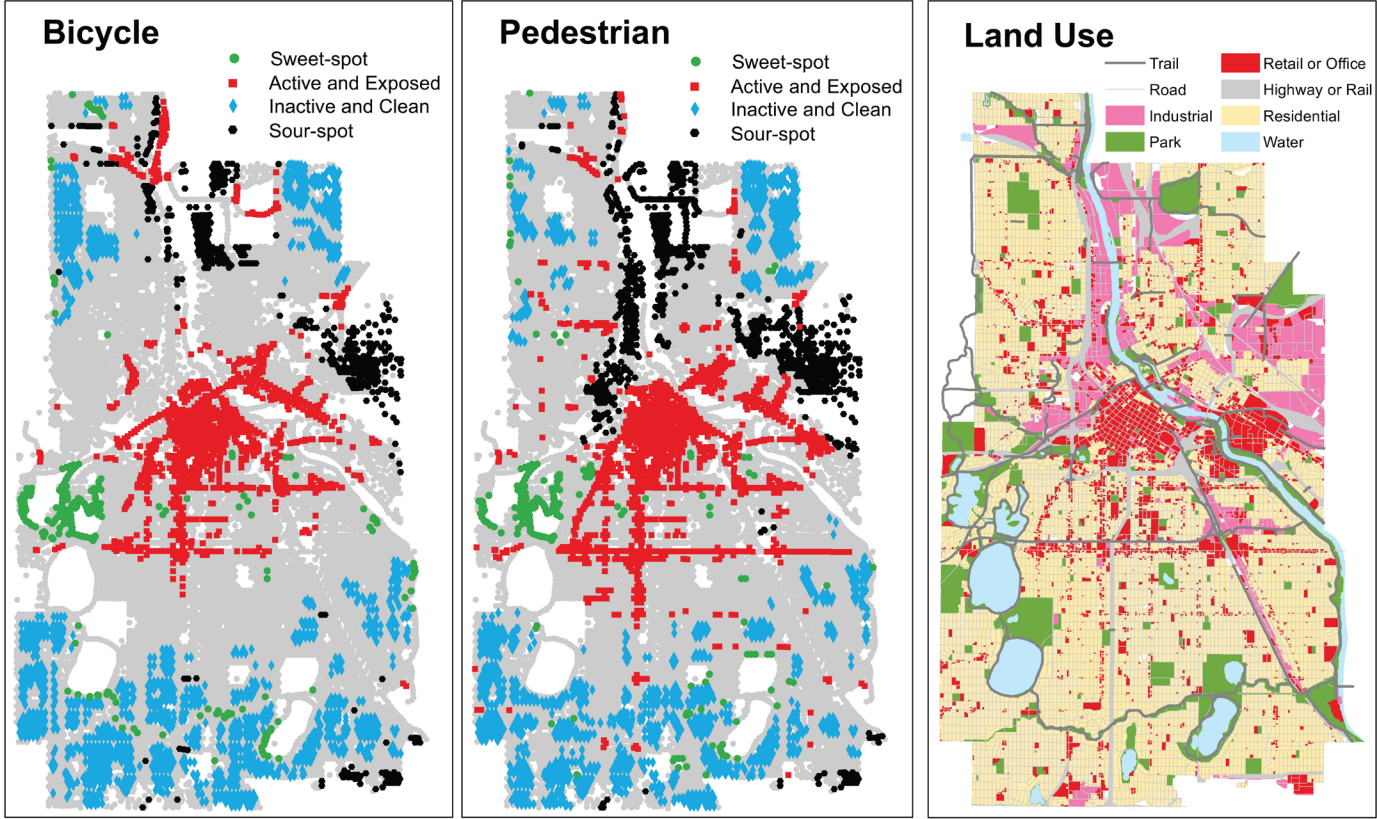 Bicycle
Sweet-spot
Active and Exposed
Inactive and Clean
Sour-spot
Pedestrian
Sweet-spot
Active and Exposed
Inactive and Clean
Sour-spot
Land Use
Trail
Road
Industrial
Park
Retail or Office
Highway or Rail
Residential
Water